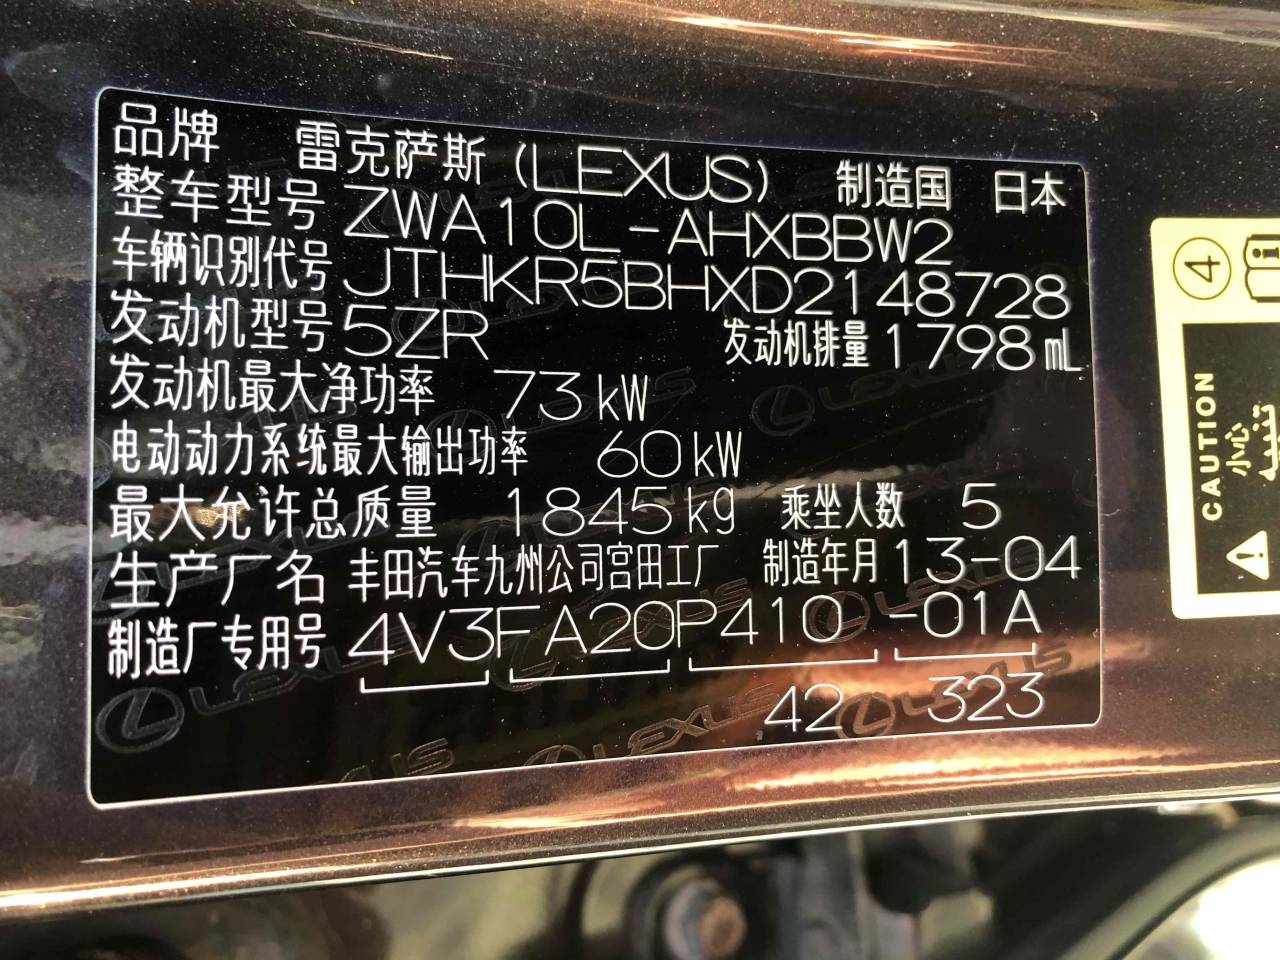 品牌 雷克萨斯 (LEXUS) 制造国 日本
整车型号 ZWA10L-AHXBBW2
车辆识别代号 JTHKR5BHXD2148728
发动机型号 5ZR 发动机排量 1798 mL
发动机最大净功率 73 kW
电动动力系统最大输出功率 60 kW
最大允许总质量 1845 kg 乘坐人数 5
生产厂名 丰田汽车九州公司宫田工厂 制造年月 13-04
制造厂专用号 4V3FA20P410 -01A
42 323
4
CAUTION
小心